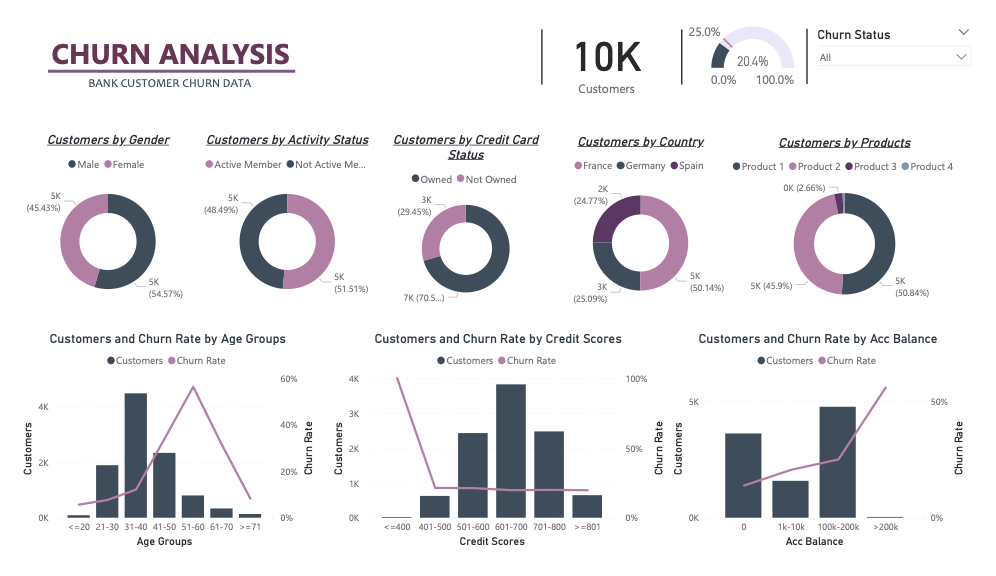 CHURN ANALYSIS
BANK CUSTOMER CHURN DATA
10K
Customers
25.0%
20.4%
0.0% 100.0%
Churn Status
All
Customers by Gender
Male Female
5K
(45.43%)
5K
(54.57%)
Customers by Activity Status
Active Member Not Active Me...
5K
(48.49%)
5K
(51.51%)
Customers by Credit Card
Status
Owned Not Owned
3K
(29.45%)
7K (70.5...)
Customers by Country
France Germany Spain
2K
(24.77%)
3K
(25.09%)
5K
(50.14%)
Customers by Products
Product 1 Product 2 Product 3 Product 4
0K (2.66%)
5K (45.9%)
5K
(50.84%)
Customers and Churn Rate by Age Groups
Customers Churn Rate
Customers
4K
2K
0K
60%
40%
20%
0%
Churn Rate
<=20 21-30 31-40 41-50 51-60 61-70 >=71
Age Groups
Customers and Churn Rate by Credit Scores
Customers Churn Rate
Customers
4K
3K
2K
1K
0K
100%
50%
0%
Churn Rate
<=400 401-500 501-600 601-700 701-800 >=801
Credit Scores
Customers and Churn Rate by Acc Balance
Customers Churn Rate
Customers
5K
0K
50%
0%
Churn Rate
0 1k-10k 100k-200k >200k
Acc Balance